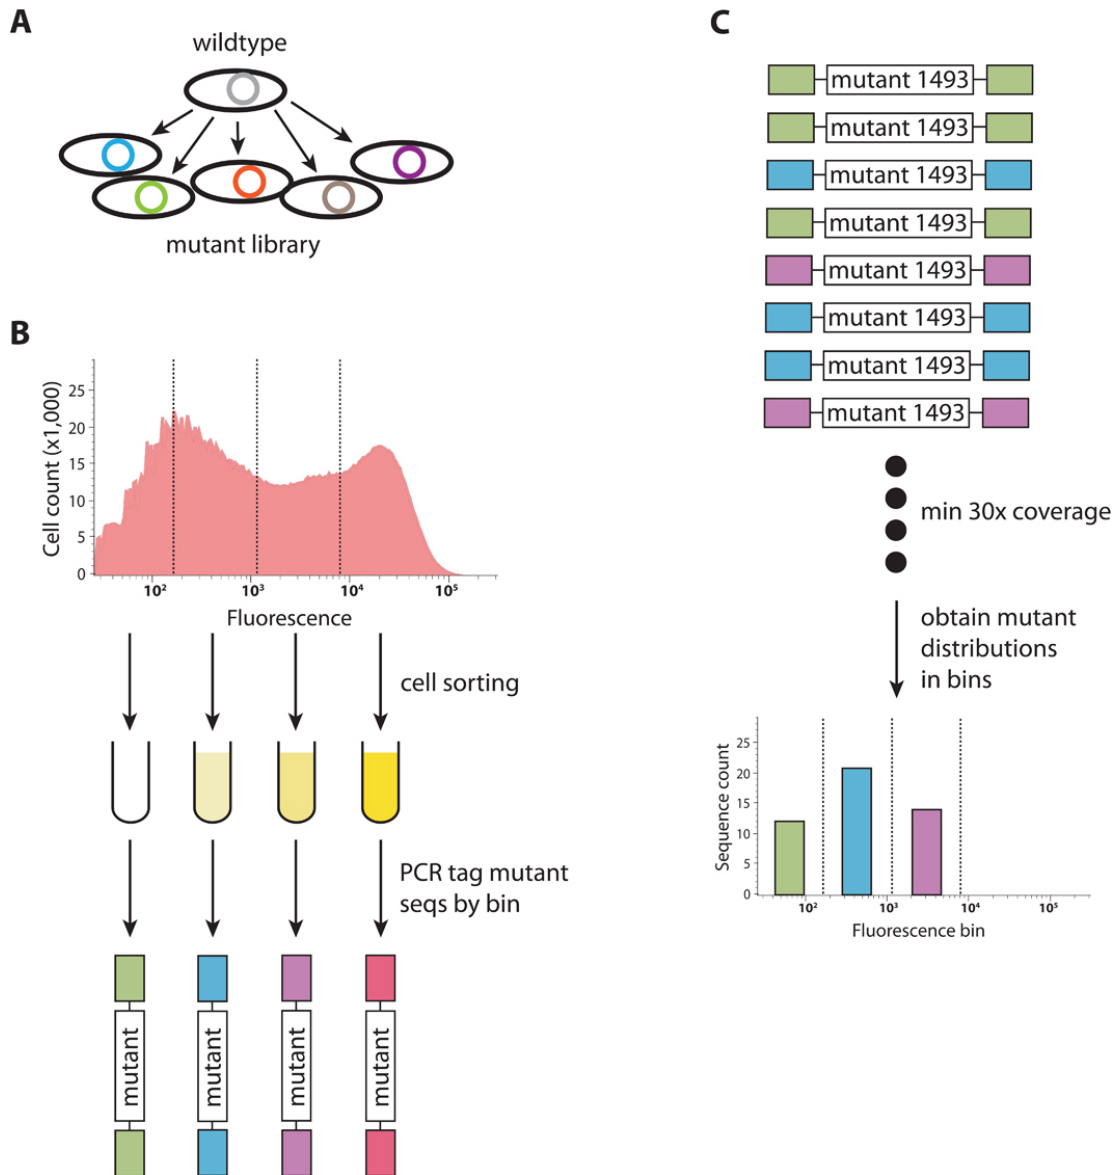 A
wildtype
mutant library
B
Cell count (x1,000)
25
20
15
10
5
0
10²
10³
10⁴
10⁵
Fluorescence
cell sorting
PCR tag mutant
seqs by bin
mutant
mutant
mutant
mutant
C
mutant 1493
mutant 1493
mutant 1493
mutant 1493
mutant 1493
mutant 1493
mutant 1493
mutant 1493
min 30x coverage
obtain mutant
distributions
in bins
Sequence count
25
20
15
10
5
0
10²
10³
10⁴
10⁵
Fluorescence bin